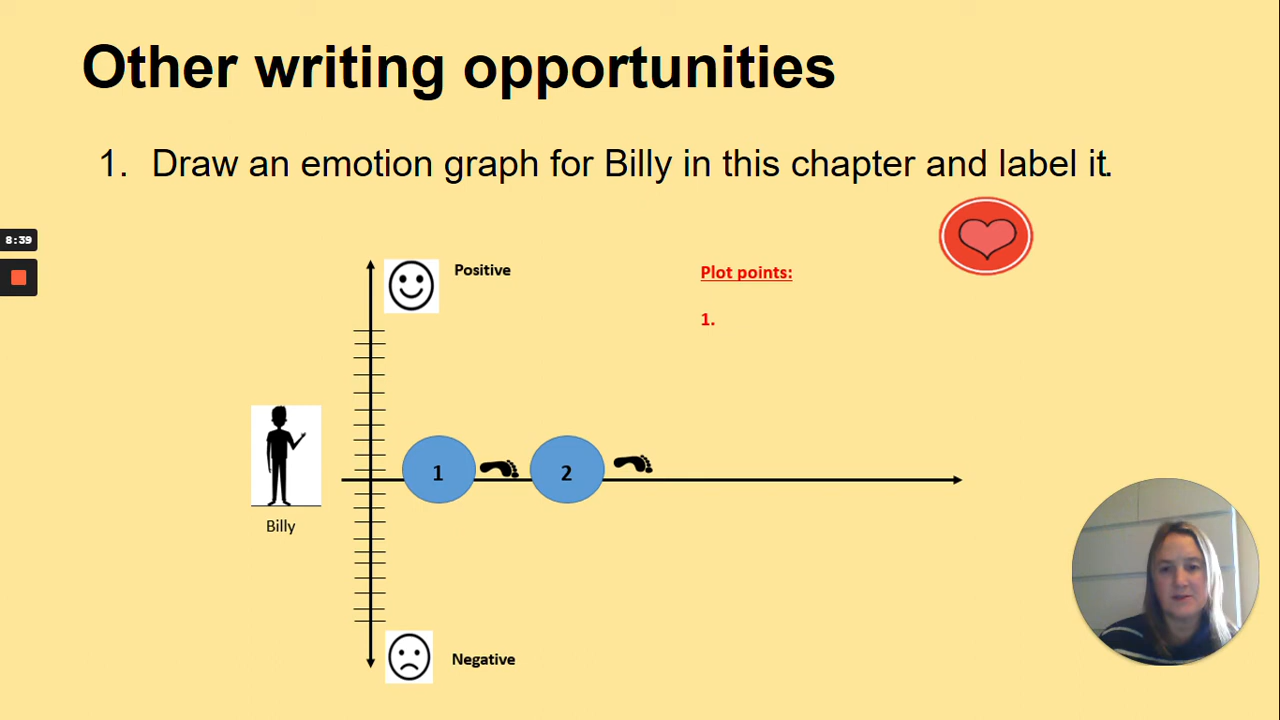 Other writing opportunities
1. Draw an emotion graph for Billy in this chapter and label it.
8:39
Positive
Plot points:
1.
1
2
Billy
Negative